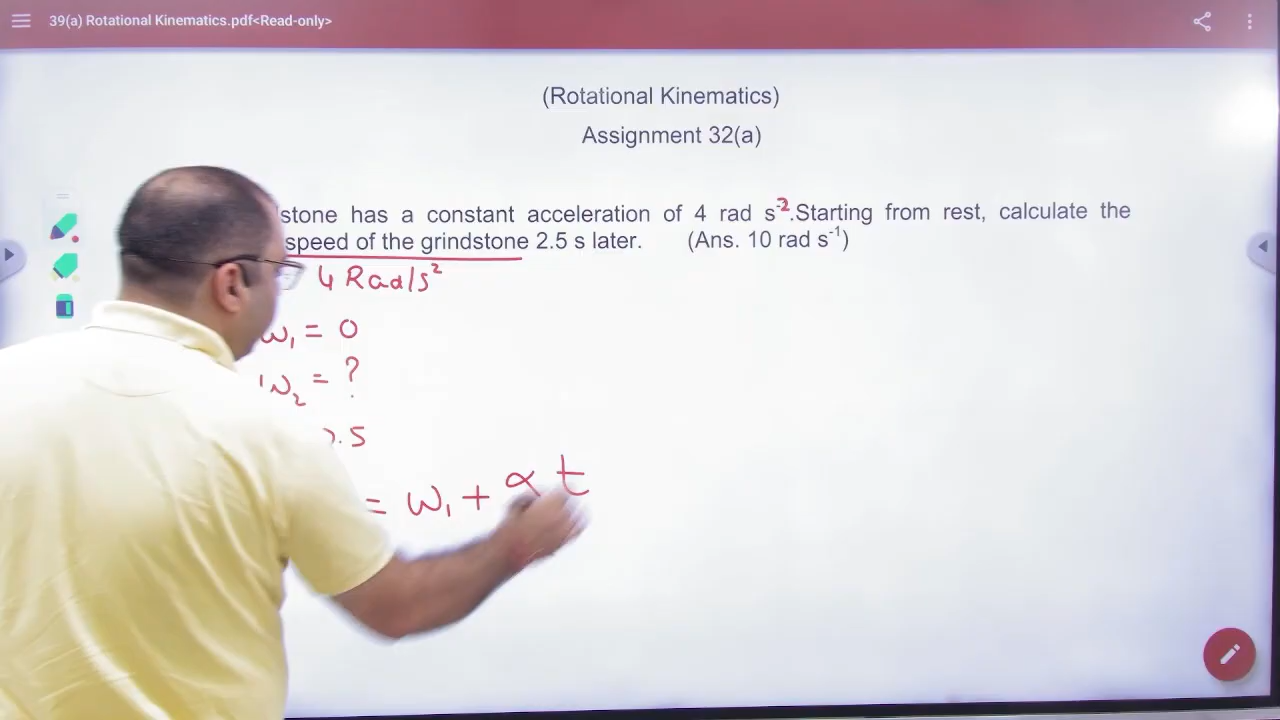 39(a) Rotational Kinematics.pdf<Read-only>
(Rotational Kinematics)
Assignment 32(a)
stone has a constant acceleration of 4 rad s⁻².Starting from rest, calculate the
speed of the grindstone 2.5 s later. (Ans. 10 rad s⁻¹)
4 Rad/s²
ω₁ = 0
ω₂ = ?
.5
= ω₁ + α t